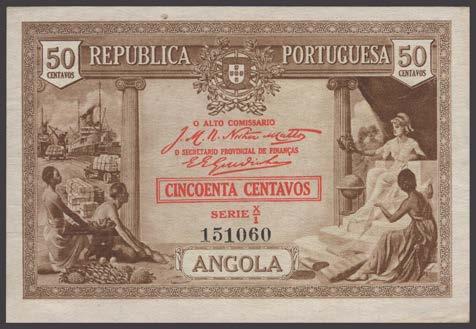 50 CENTAVOS
REPUBLICA PORTUGUESA
50 CENTAVOS
O ALTO COMISSARIO
O SECRETARIO PROVINCIAL DE FINANÇAS
CINCOENTA CENTAVOS
SERIE X/1
151060
ANGOLA